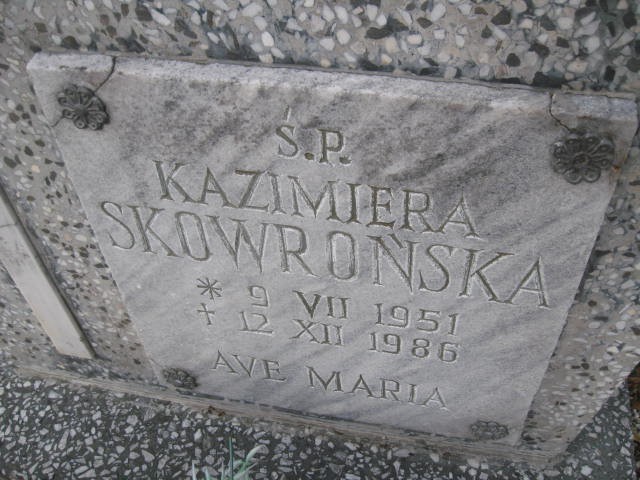 Ś.P.
KAZIMIERA
SKOWROŃSKA
* 9 VII 1951
† 12 XII 1986
AVE MARIA